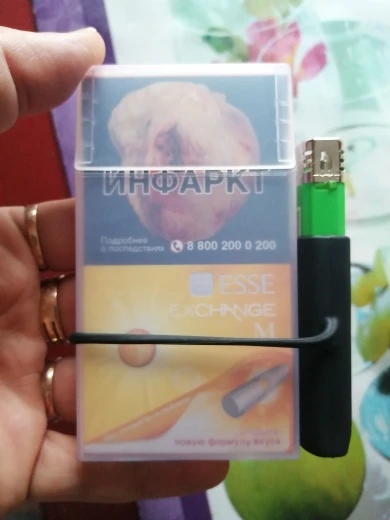 ИНФАРКТ
Подробнее
о последствиях 8 800 200 0 200
ESSE
EXCHANGE
M
новую формулу вкуса